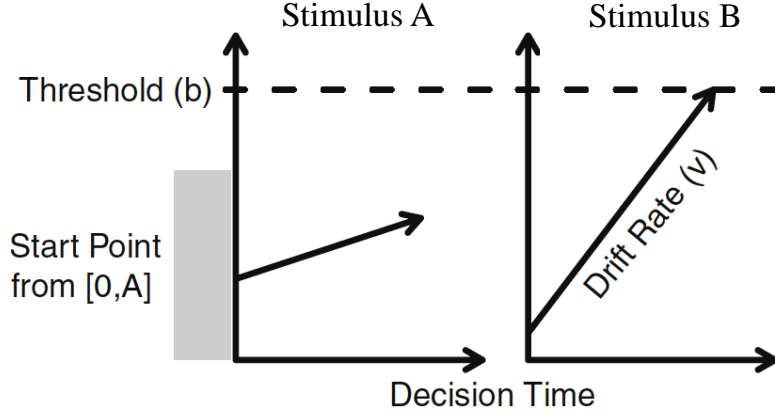 Stimulus A
Stimulus B
Threshold (b)
Start Point
from [0,A]
Drift Rate (v)
Decision Time